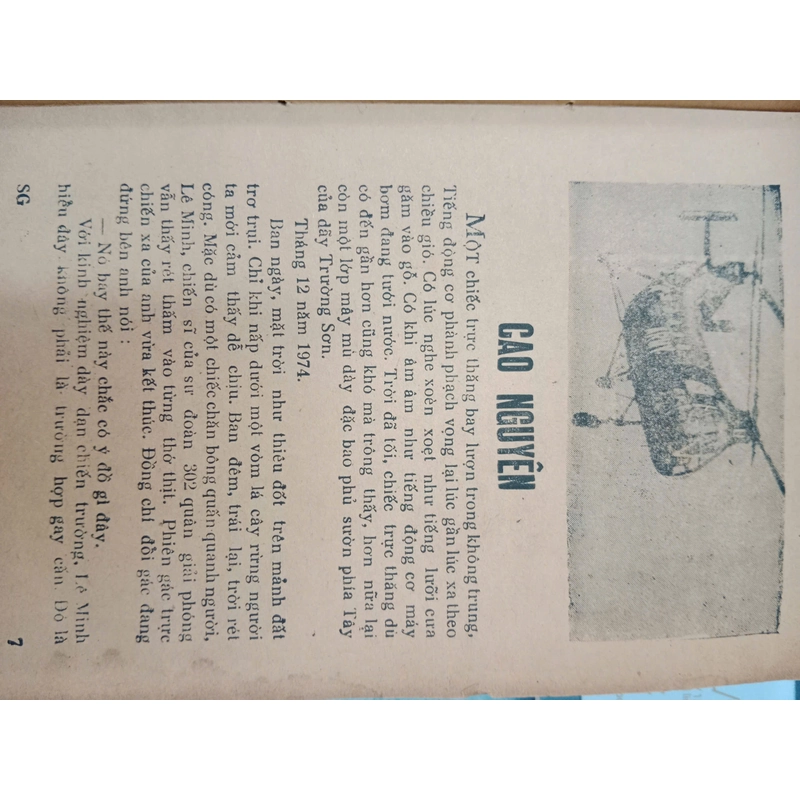 CAO NGUYÊN
MỘT chiếc trực thăng bay lượn trong không trung,
Tiếng động cơ phành phạch vọng lại lúc gần lúc xa theo
chiều gió. Có lúc nghe xoèn xoẹt như tiếng lưỡi cưa
găm vào gỗ. Có khi âm âm như tiếng động cơ máy
bơm đang tưới nước. Trời đã tối, chiếc trực thăng dù
có đến gần hơn cũng khó mà trông thấy, hơn nữa lại
còn một lớp mây mù dày đặc bao phủ sườn phía Tây
của dãy Trường Sơn.
Tháng 12 năm 1974.
Ban ngày, mặt trời như thiêu đốt trên mảnh đất
trơ trụi. Chỉ khi nấp dưới một vòm lá cây rừng người
ta mới cảm thấy dễ chịu. Ban đêm, trái lại, trời rét
cóng. Mặc dù có một chiếc chăn bông quấn quanh người,
Lê Minh, chiến sĩ của sư đoàn 302 quân giải phóng
vẫn thấy rét thấm vào từng thớ thịt. Phiên gác trực
chiến xa của anh vừa kết thúc. Đồng chí đổi gác đang
đứng bên anh nói :
— Nó bay thế này chắc có ý đồ gì đây.
Với kinh nghiệm dày dạn chiến trường, Lê Minh
hiểu đây không phải là trường hợp gay cấn. Đó là
SG 7